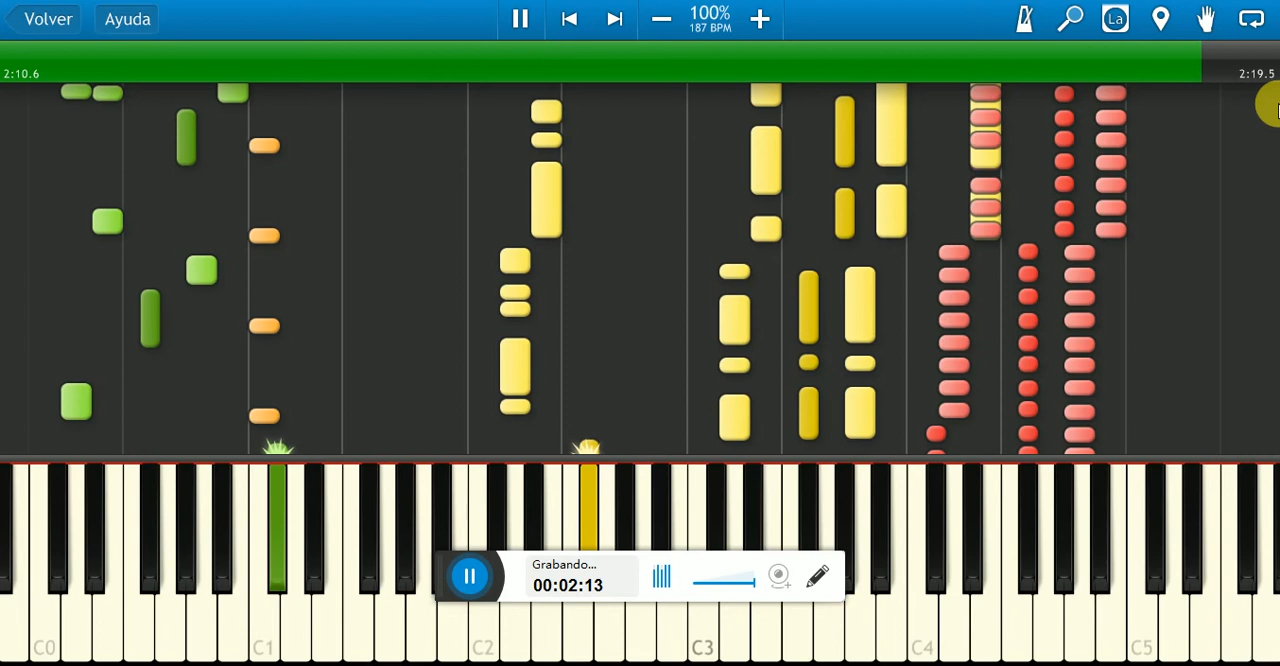 Volver Ayuda 100% La
187 BPM
2:10.6 2:19.5
Grabando...
00:02:13
C0 C1 C2 C3 C4 C5